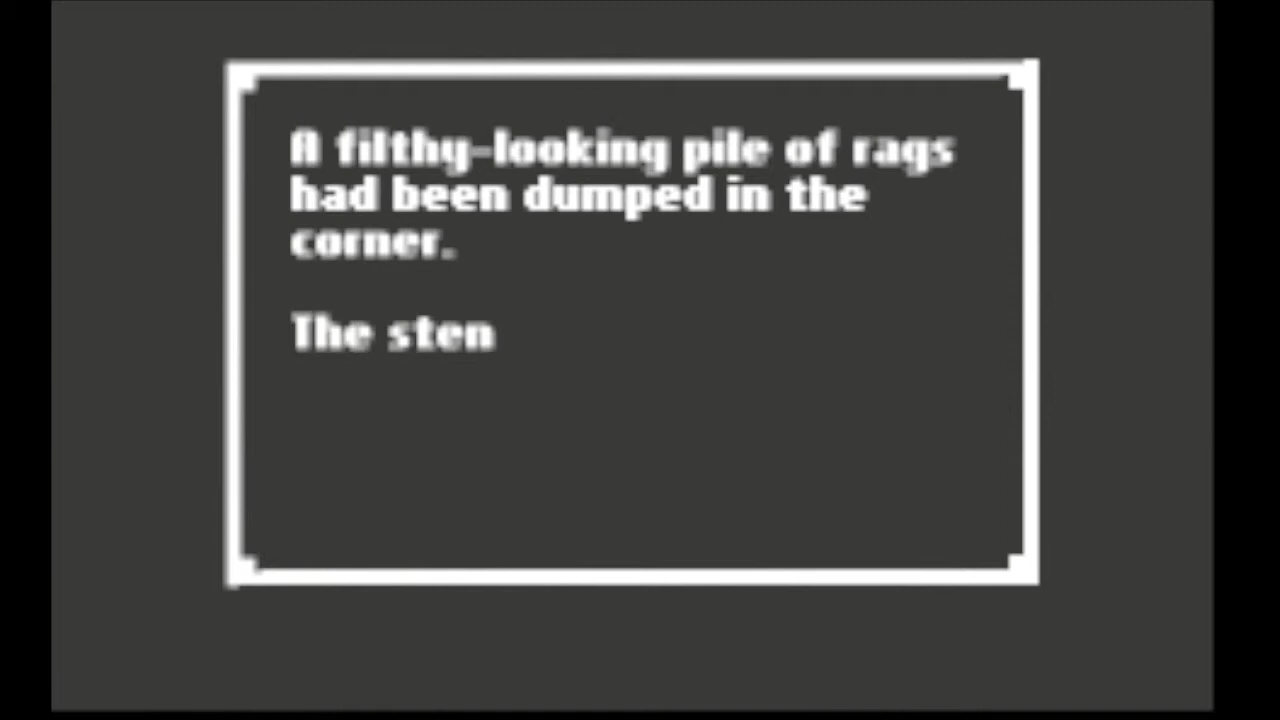 A filthy-looking pile of rags
had been dumped in the
corner.
The sten